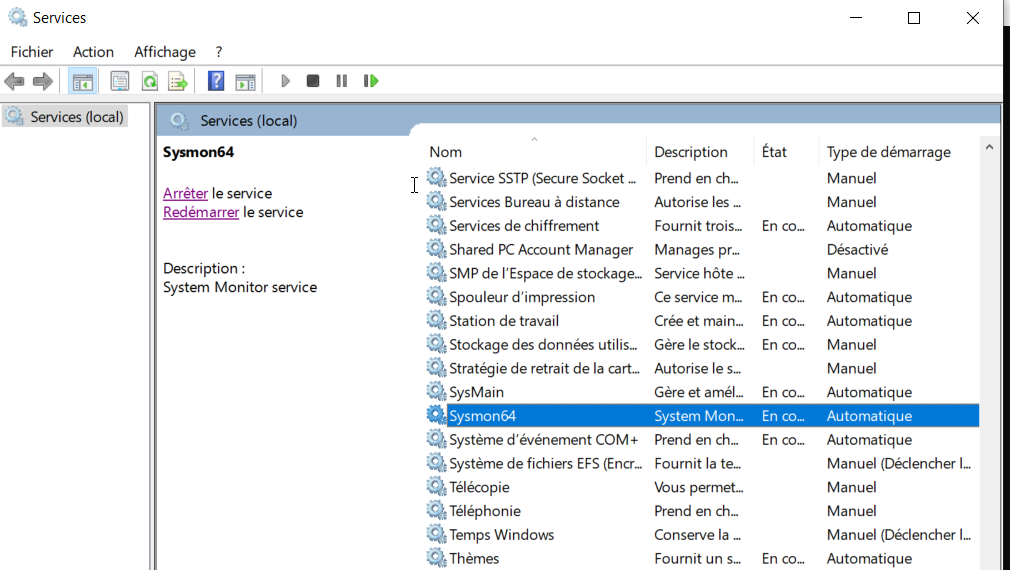 Services
Fichier Action Affichage ?
Services (local)
Services (local)
Sysmon64
Arrêter le service
Redémarrer le service
Description :
System Monitor service
Nom Description État Type de démarrage
Service SSTP (Secure Socket ... Prend en ch... Manuel
Services Bureau à distance Autorise les ... Manuel
Services de chiffrement Fournit trois... En co... Automatique
Shared PC Account Manager Manages pr... Désactivé
SMP de l’Espace de stockage... Service hôte ... Manuel
Spouleur d’impression Ce service m... En co... Automatique
Station de travail Crée et main... En co... Automatique
Stockage des données utilis... Gère le stock... En co... Manuel
Stratégie de retrait de la cart... Autorise le s... Manuel
SysMain Gère et amél... En co... Automatique
Sysmon64 System Mon... En co... Automatique
Système d’événement COM+ Prend en ch... En co... Automatique
Système de fichiers EFS (Encr... Fournit la te... Manuel (Déclencher l...
Télécopie Vous permet... Manuel
Téléphonie Prend en ch... Manuel
Temps Windows Conserve la ... Manuel (Déclencher l...
Thèmes Fournit un s... En co... Automatique